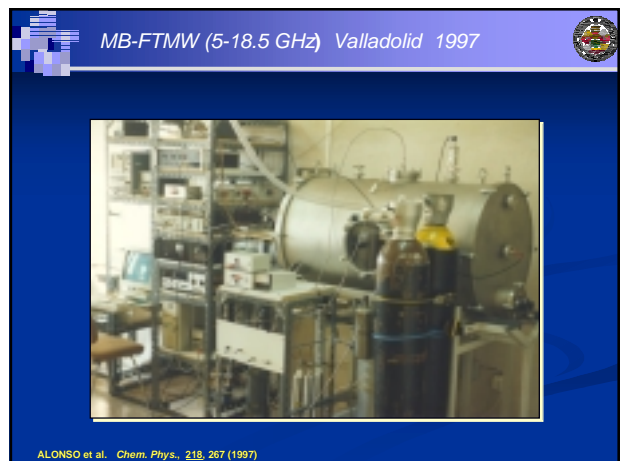 MB-FTMW (5-18.5 GHz) Valladolid 1997
ALONSO et al. Chem. Phys., 218, 267 (1997)